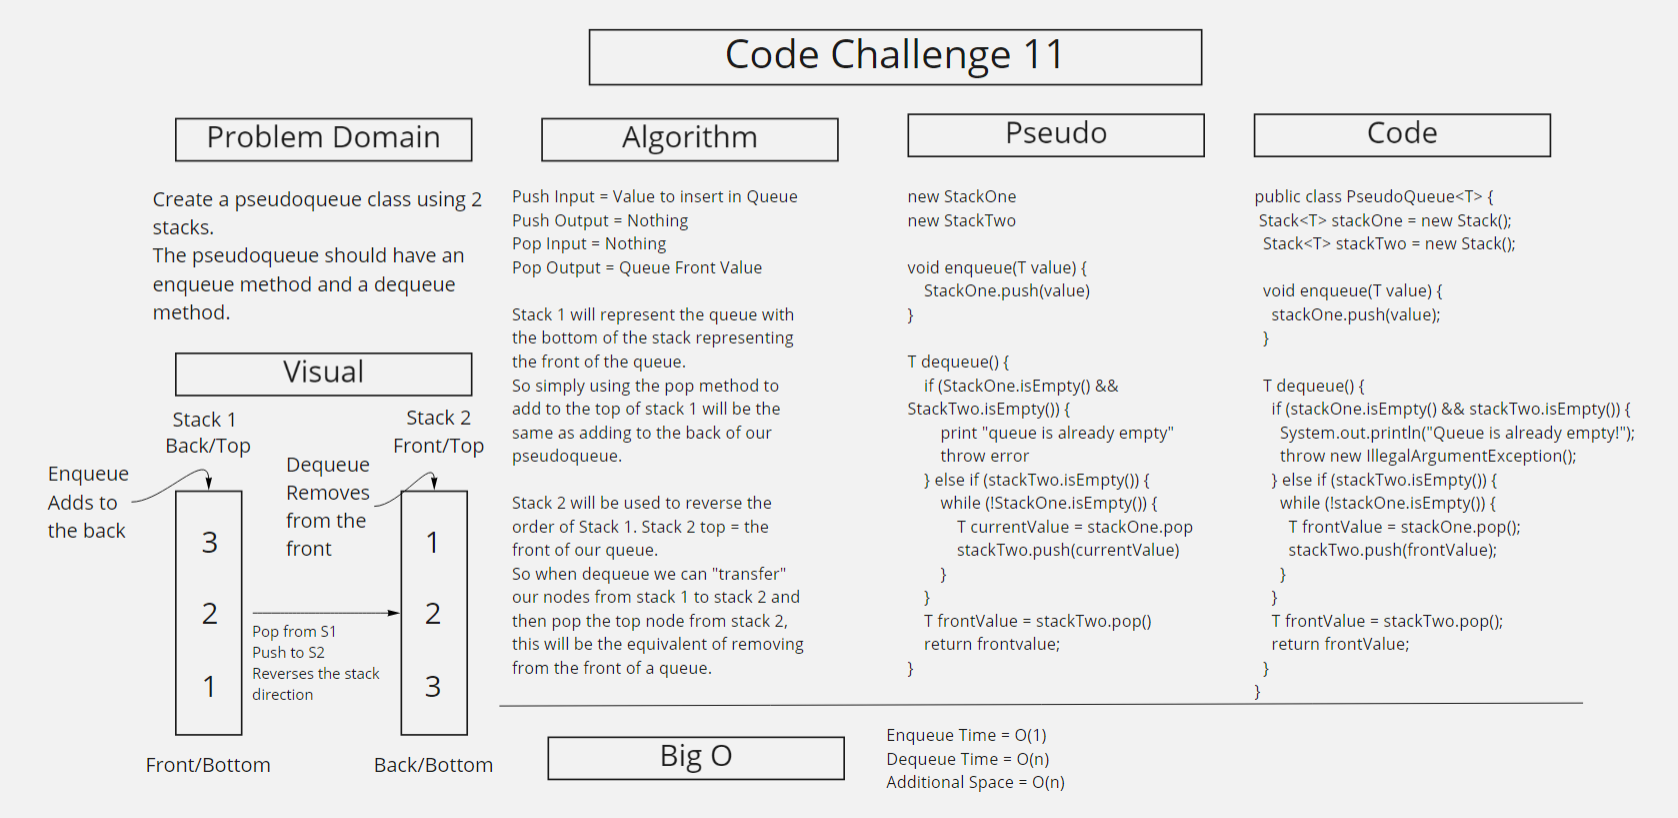 Code Challenge 11
Problem Domain
Create a pseudoqueue class using 2
stacks.
The pseudoqueue should have an
enqueue method and a dequeue
method.
Visual
Stack 1
Back/Top
Stack 2
Front/Top
Enqueue
Adds to
the back
Dequeue
Removes
from the
front
3
2
1
Pop from S1
Push to S2
Reverses the stack
direction
1
2
3
Front/Bottom
Back/Bottom
Algorithm
Push Input = Value to insert in Queue
Push Output = Nothing
Pop Input = Nothing
Pop Output = Queue Front Value
Stack 1 will represent the queue with
the bottom of the stack representing
the front of the queue.
So simply using the pop method to
add to the top of stack 1 will be the
same as adding to the back of our
pseudoqueue.
Stack 2 will be used to reverse the
order of Stack 1. Stack 2 top = the
front of our queue.
So when dequeue we can "transfer"
our nodes from stack 1 to stack 2 and
then pop the top node from stack 2,
this will be the equivalent of removing
from the front of a queue.
Pseudo
new StackOne
new StackTwo
void enqueue(T value) {
StackOne.push(value)
}
T dequeue() {
if (StackOne.isEmpty() &&
StackTwo.isEmpty()) {
print "queue is already empty"
throw error
} else if (stackTwo.isEmpty()) {
while (!StackOne.isEmpty()) {
T currentValue = stackOne.pop
stackTwo.push(currentValue)
}
}
T frontValue = stackTwo.pop()
return frontvalue;
}
Code
public class PseudoQueue<T> {
Stack<T> stackOne = new Stack();
Stack<T> stackTwo = new Stack();
void enqueue(T value) {
stackOne.push(value);
}
T dequeue() {
if (stackOne.isEmpty() && stackTwo.isEmpty()) {
System.out.println("Queue is already empty!");
throw new IllegalArgumentException();
} else if (stackTwo.isEmpty()) {
while (!stackOne.isEmpty()) {
T frontValue = stackOne.pop();
stackTwo.push(frontValue);
}
}
T frontValue = stackTwo.pop();
return frontValue;
}
}
Big O
Enqueue Time = O(1)
Dequeue Time = O(n)
Additional Space = O(n)